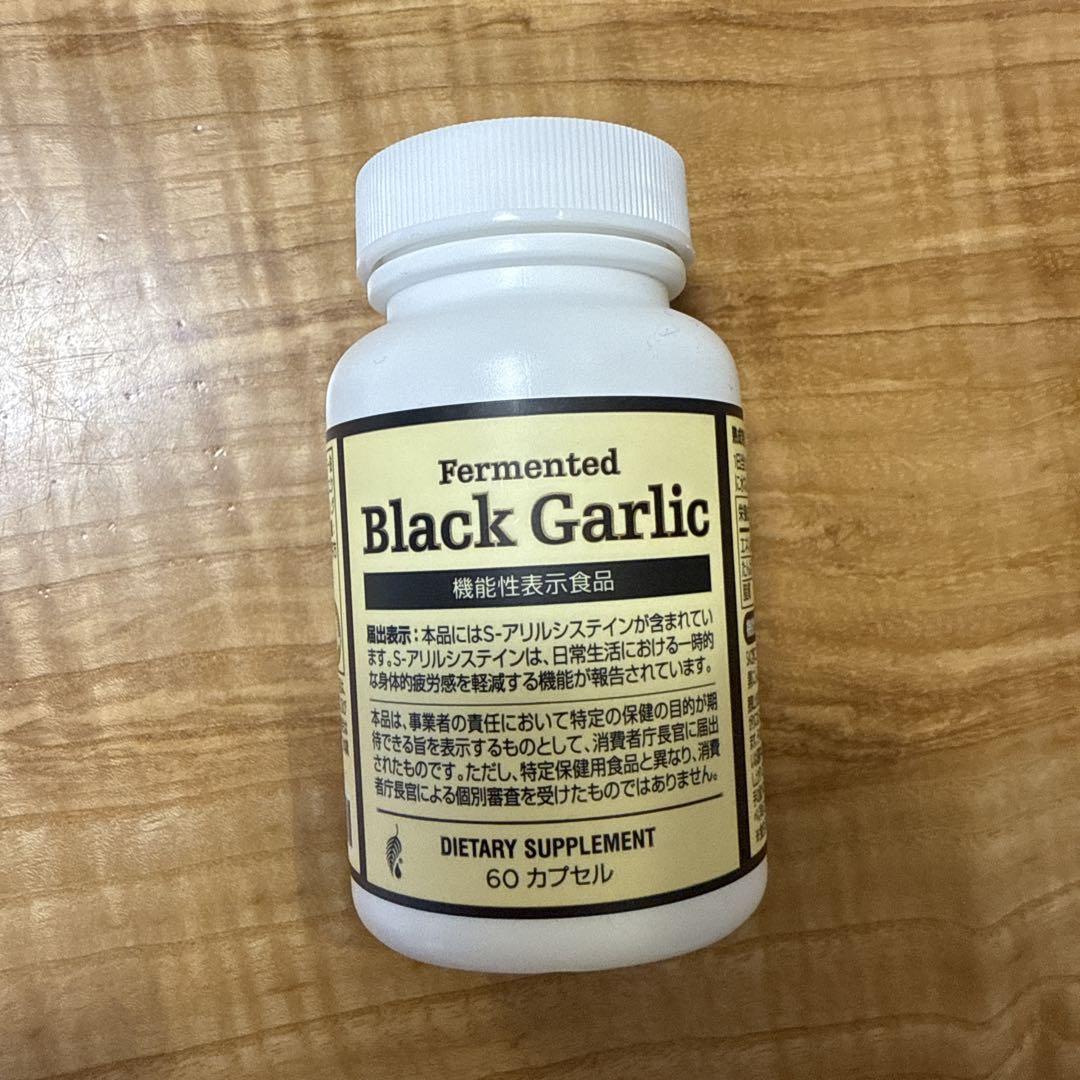 Fermented
Black Garlic
機能性表示食品
届出表示：本品にはS-アリルシステインが含まれてい
ます。S-アリルシステインは、日常生活における一時的
な身体的疲労感を軽減する機能が報告されています。
本品は、事業者の責任において特定の保健の目的が期
待できる旨を表示するものとして、消費者庁長官に届出
されたものです。ただし、特定保健用食品と異なり、消費
者庁長官による個別審査を受けたものではありません。
DIETARY SUPPLEMENT
60 カプセル